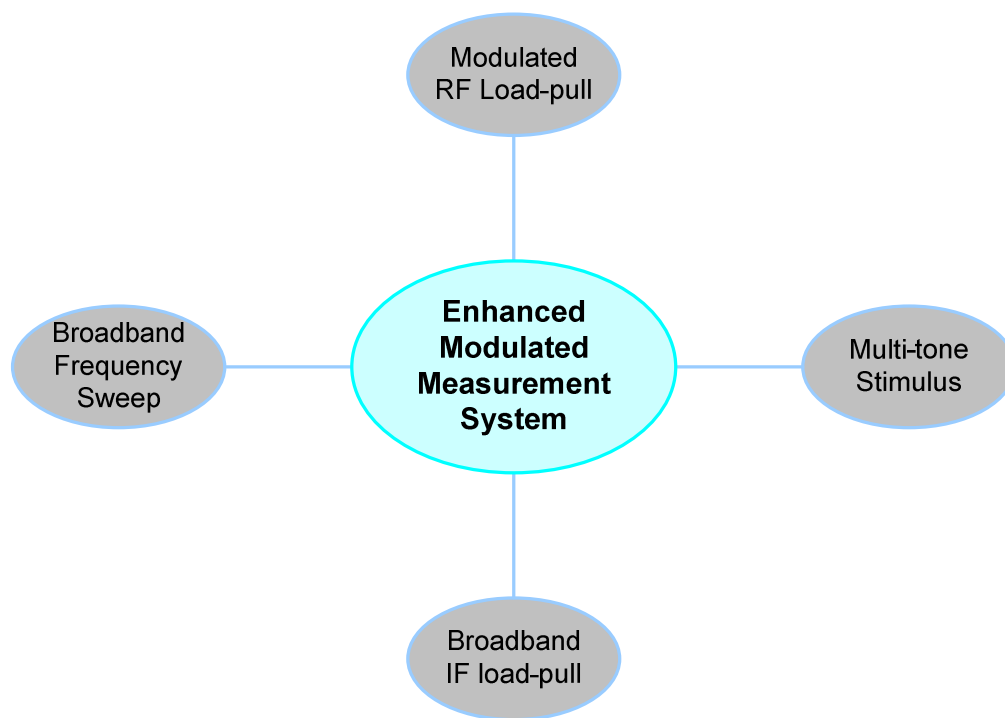 Modulated
RF Load-pull
Broadband
Frequency
Sweep
Enhanced
Modulated
Measurement
System
Multi-tone
Stimulus
Broadband
IF load-pull